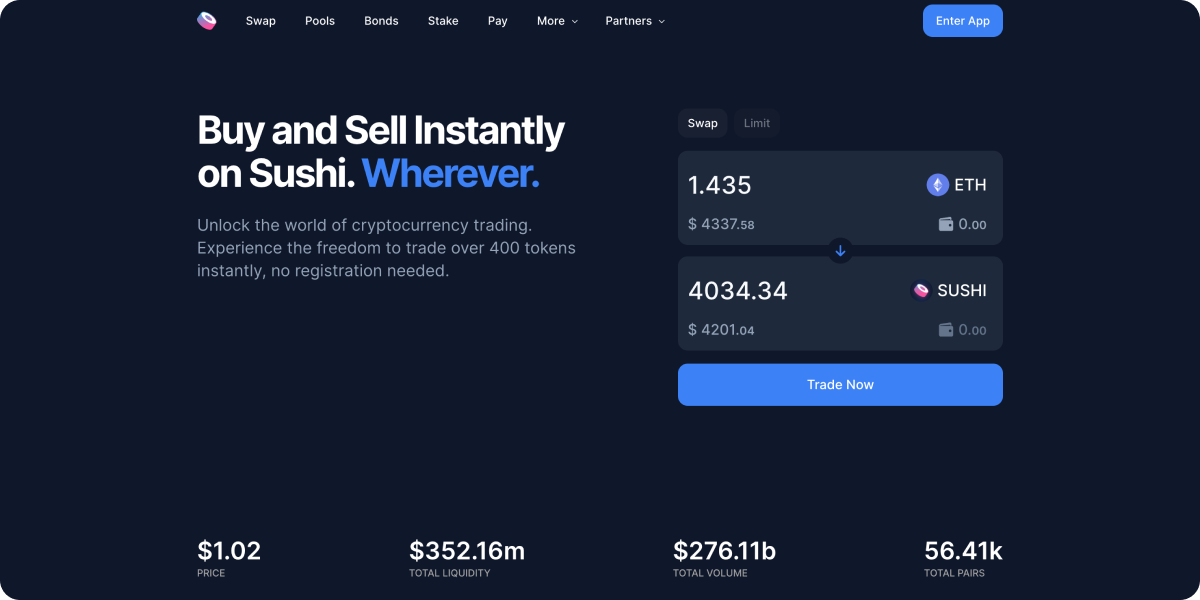 Swap Pools Bonds Stake Pay More Partners Enter App
Buy and Sell Instantly
on Sushi. Wherever.
Unlock the world of cryptocurrency trading.
Experience the freedom to trade over 400 tokens
instantly, no registration needed.
Swap Limit
1.435 ETH
$ 4337.58 0.00
4034.34 SUSHI
$ 4201.04 0.00
Trade Now
$1.02 $352.16m $276.11b 56.41k
PRICE TOTAL LIQUIDITY TOTAL VOLUME TOTAL PAIRS